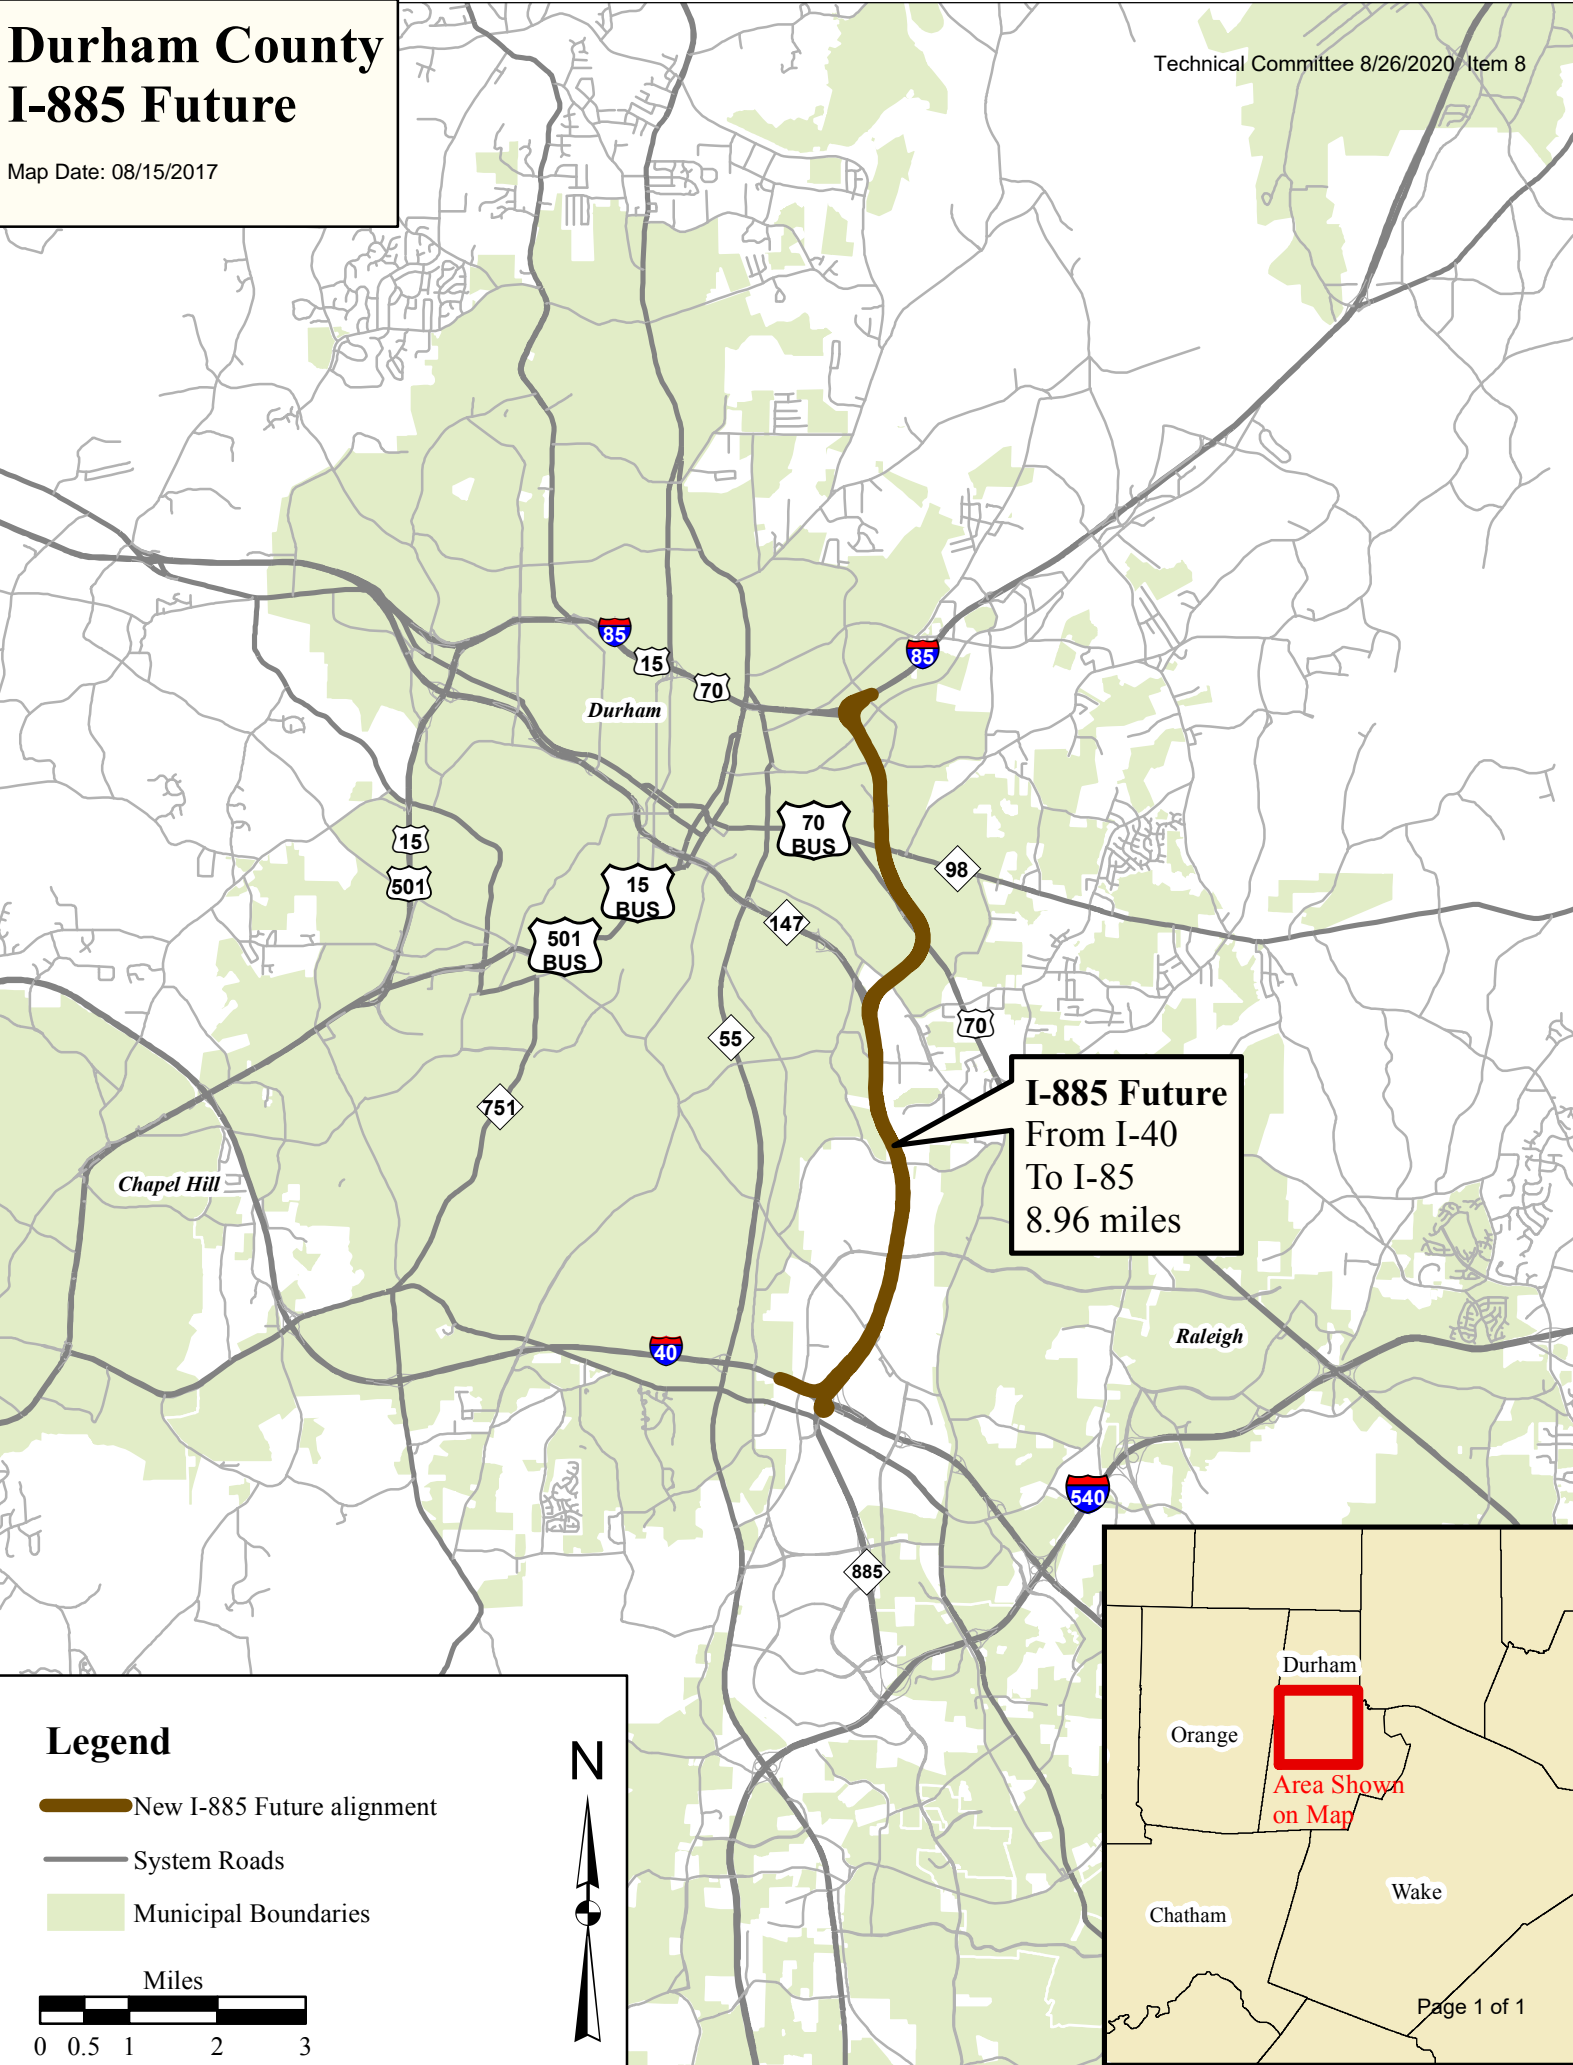 Durham County
I-885 Future
Map Date: 08/15/2017
Technical Committee 8/26/2020 Item 8
85
15
70
85
Durham
70
BUS
15
501
98
15
BUS
147
501
BUS
70
55
751
I-885 Future
From I-40
To I-85
8.96 miles
Chapel Hill
Raleigh
40
540
885
Legend
New I-885 Future alignment
System Roads
Municipal Boundaries
Miles
0 0.5 1 2 3
N
Durham
Orange
Area Shown
on Map
Wake
Chatham
Page 1 of 1